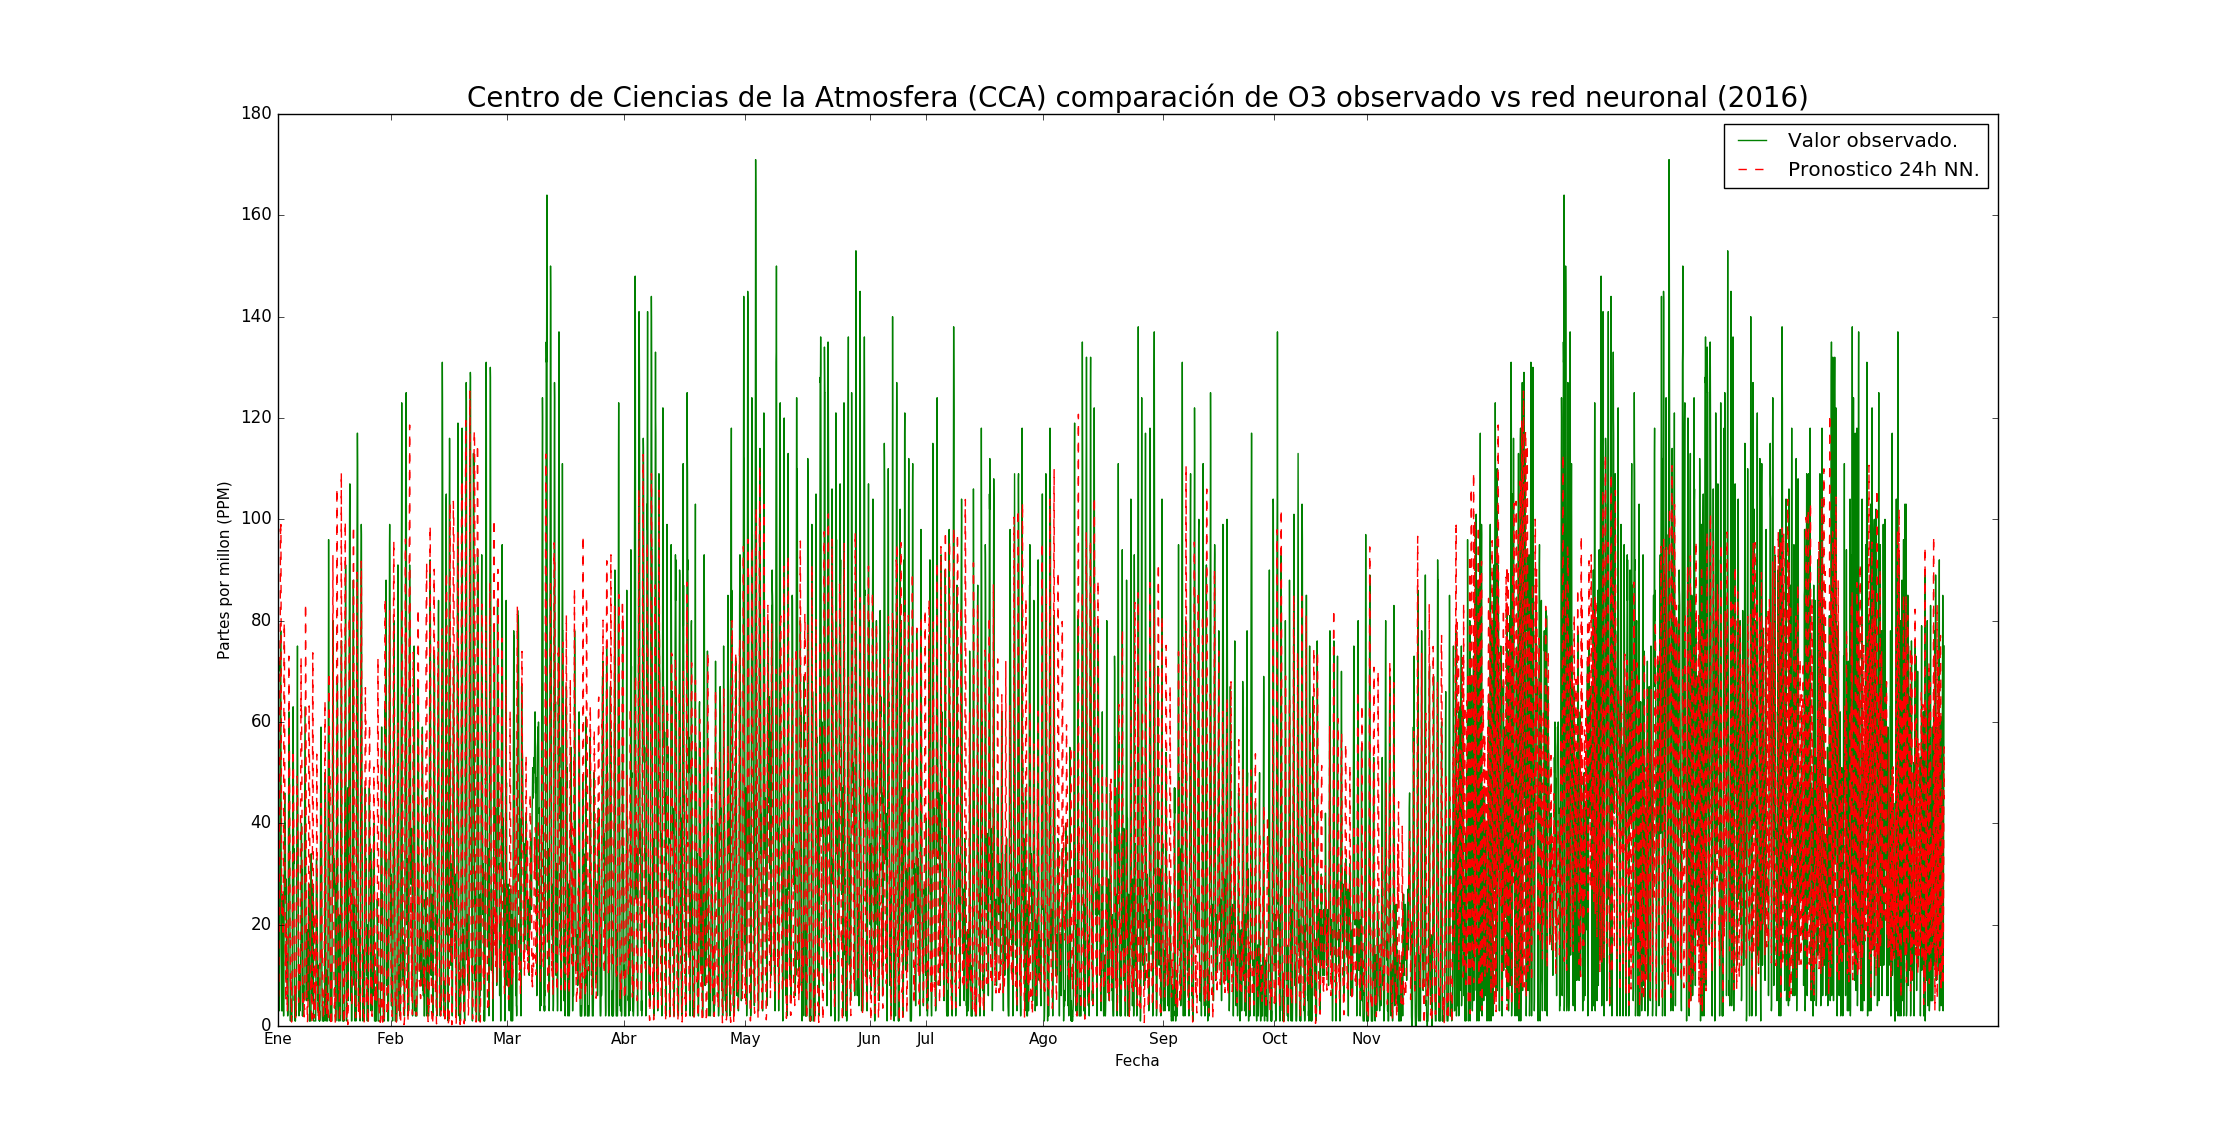 Centro de Ciencias de la Atmosfera (CCA) comparación de O3 observado vs red neuronal (2016)
Valor observado.
Pronostico 24h NN.
Partes por millon (PPM)
180
160
140
120
100
80
60
40
20
0
Ene Feb Mar Abr May Jun Jul Ago Sep Oct Nov
Fecha